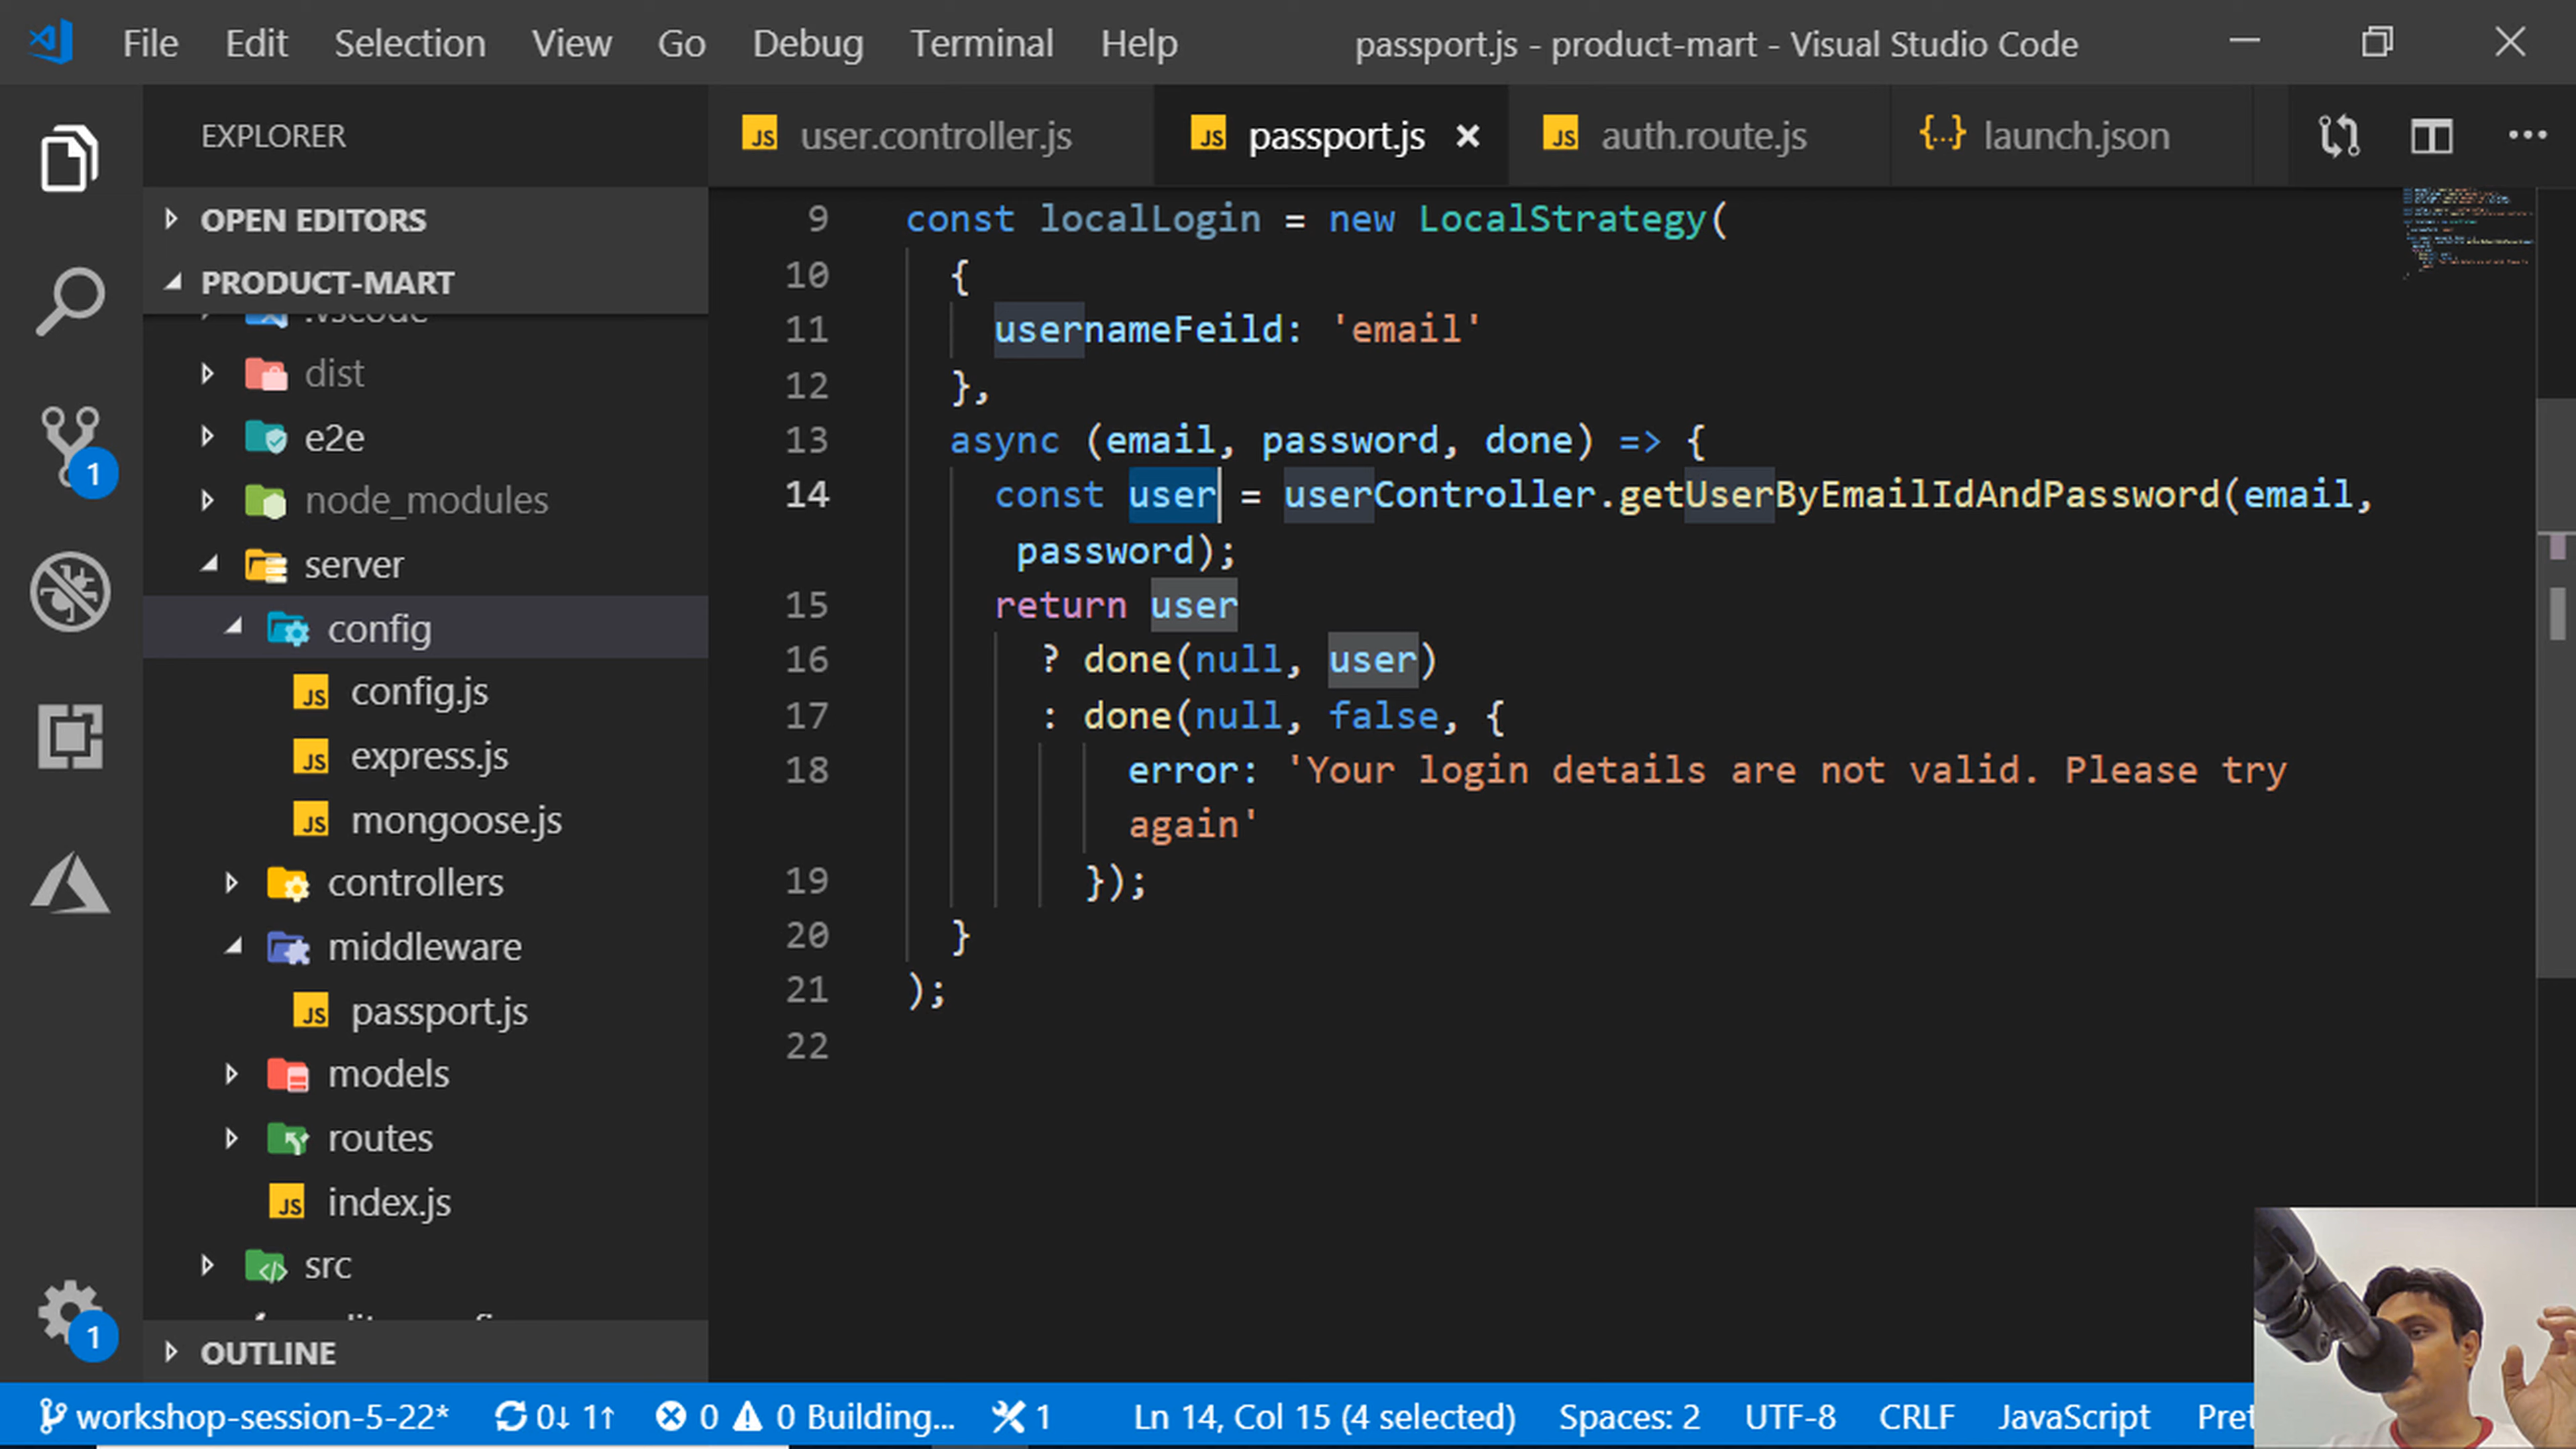 File Edit Selection View Go Debug Terminal Help passport.js - product-mart - Visual Studio Code
EXPLORER
user.controller.js passport.js auth.route.js launch.json
OPEN EDITORS
PRODUCT-MART
.vscode
dist
e2e
node_modules
server
config
config.js
express.js
mongoose.js
controllers
middleware
passport.js
models
routes
index.js
src
OUTLINE
9 const localLogin = new LocalStrategy(
10 {
11 usernameFeild: 'email'
12 },
13 async (email, password, done) => {
14 const user = userController.getUserByEmailIdAndPassword(email,
password);
15 return user
16 ? done(null, user)
17 : done(null, false, {
18 error: 'Your login details are not valid. Please try
again'
19 });
20 }
21 );
22
1
1
workshop-session-5-22* 0↓ 1↑ 0 0 Building... 1 Ln 14, Col 15 (4 selected) Spaces: 2 UTF-8 CRLF JavaScript